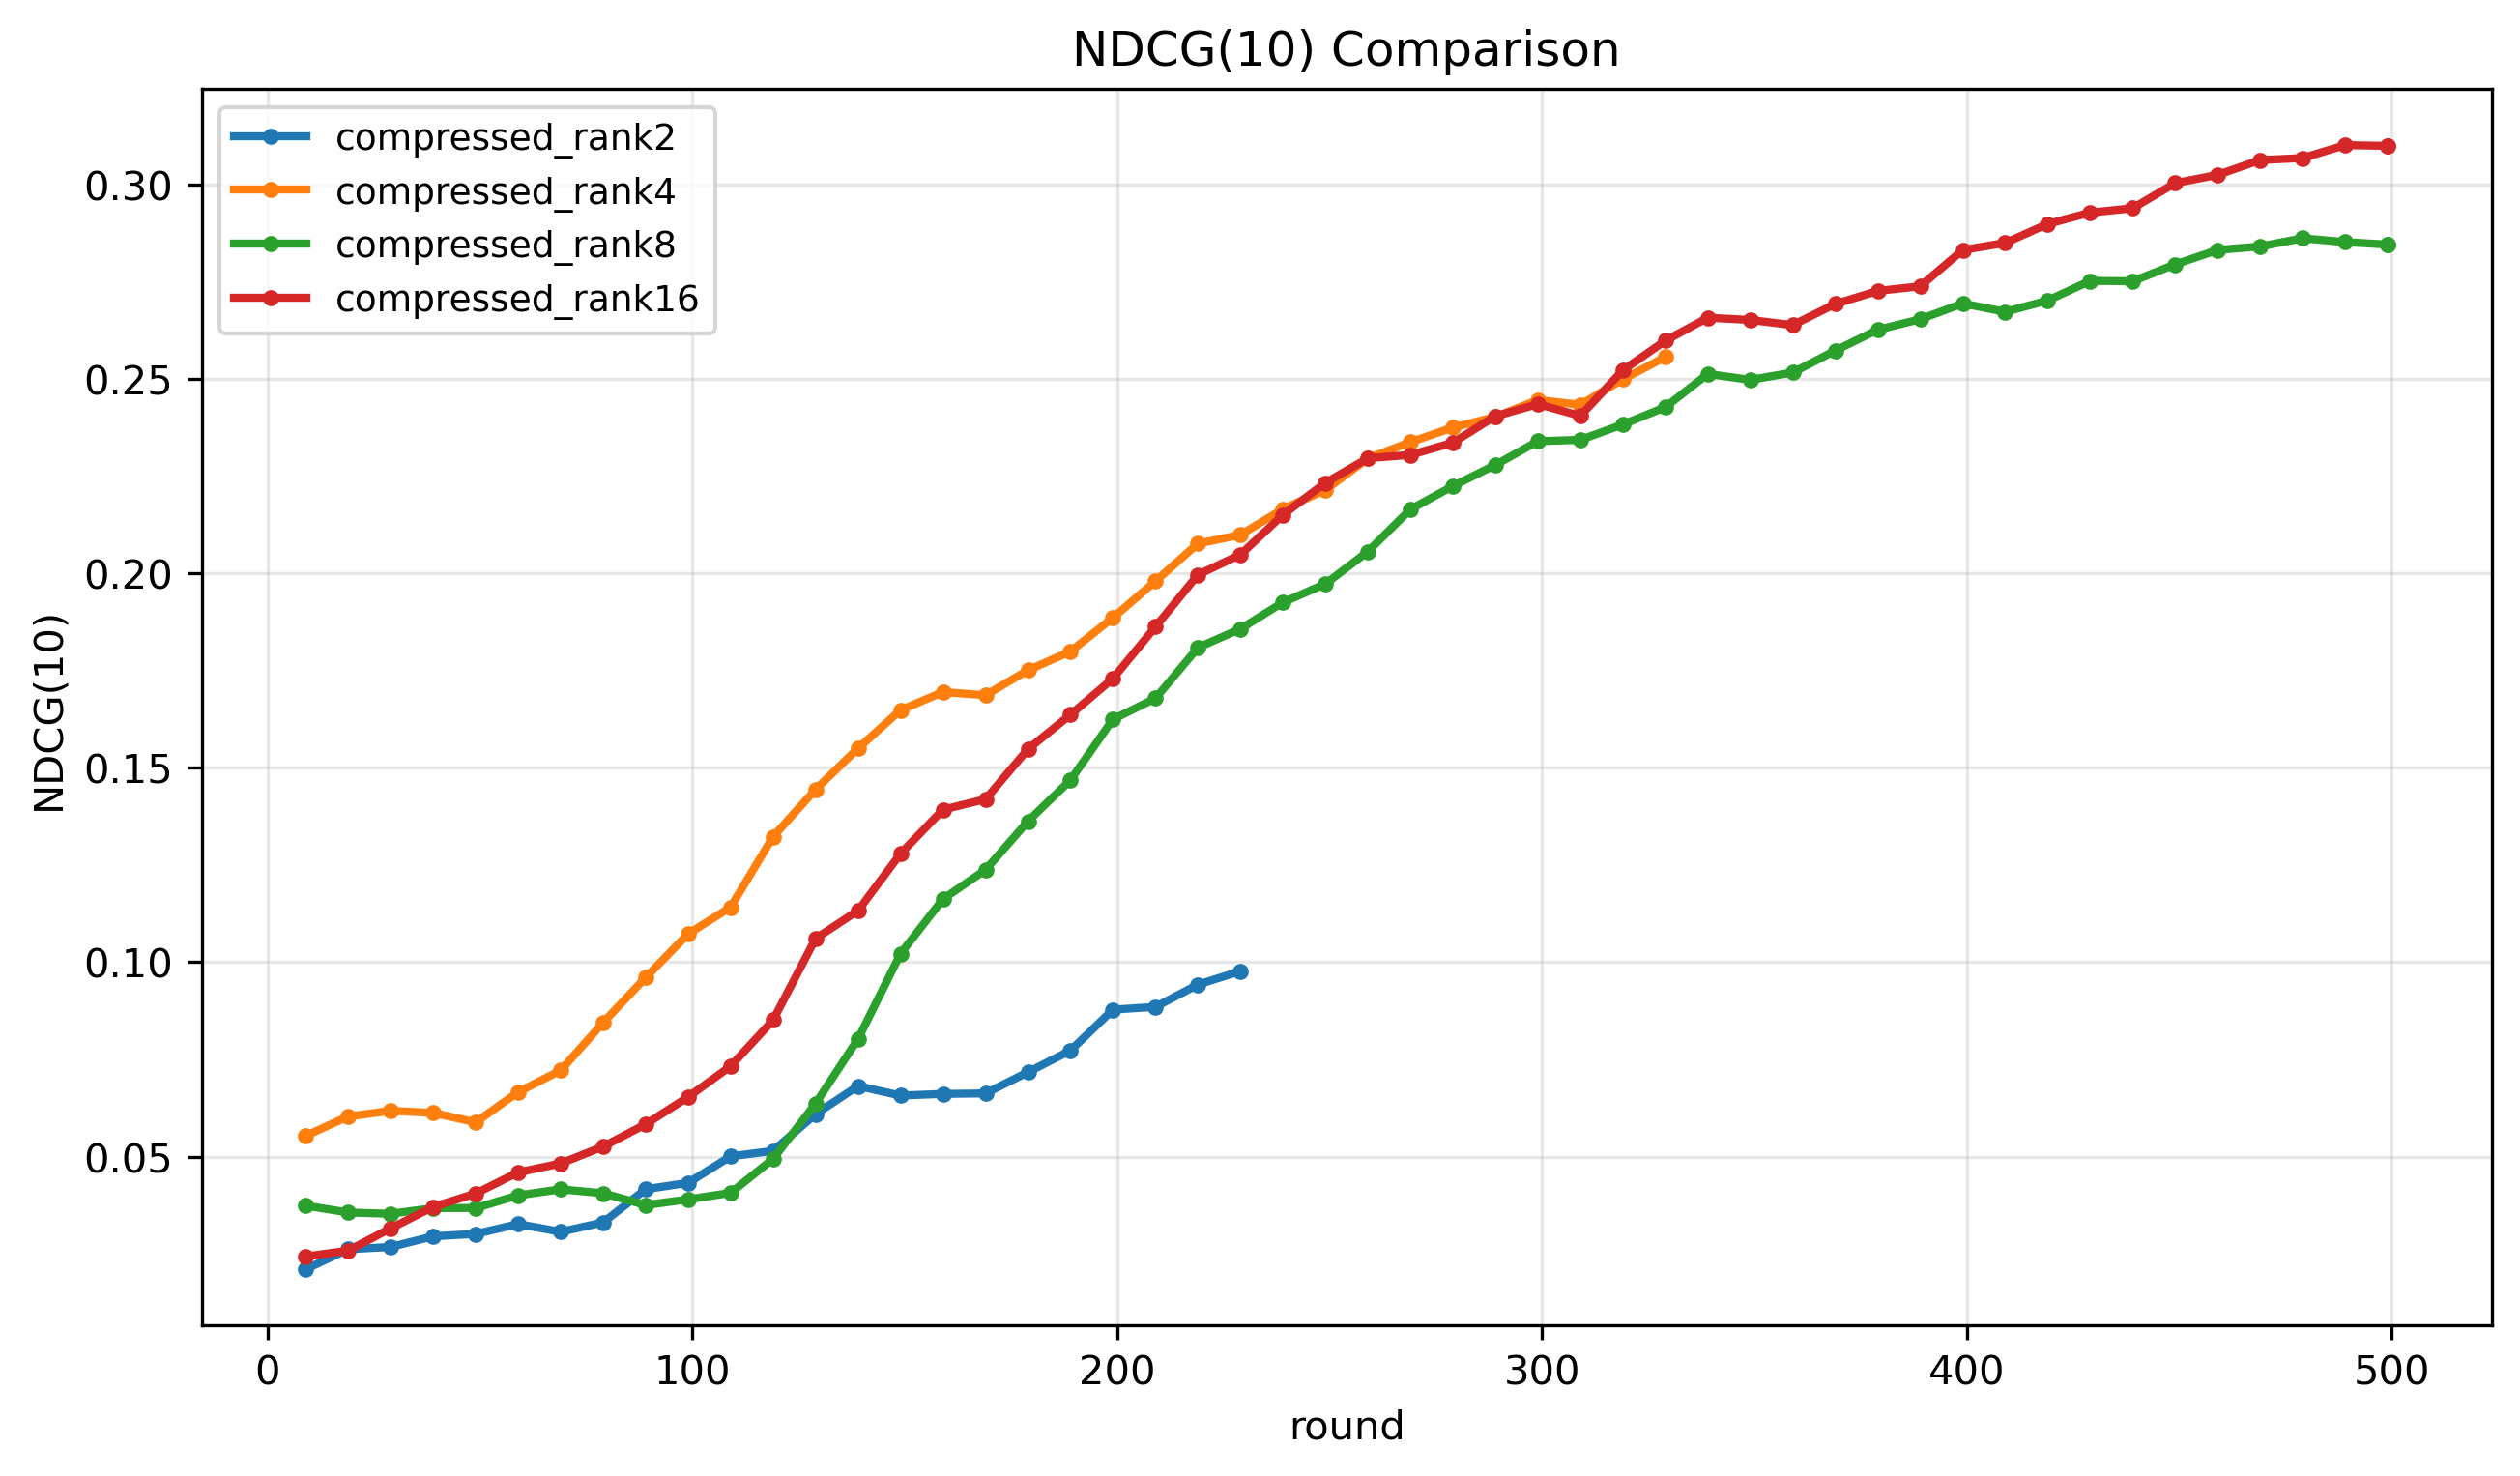 NDCG(10) Comparison
compressed_rank2
compressed_rank4
compressed_rank8
compressed_rank16
NDCG(10)
0.30
0.25
0.20
0.15
0.10
0.05
0 100 200 300 400 500
round